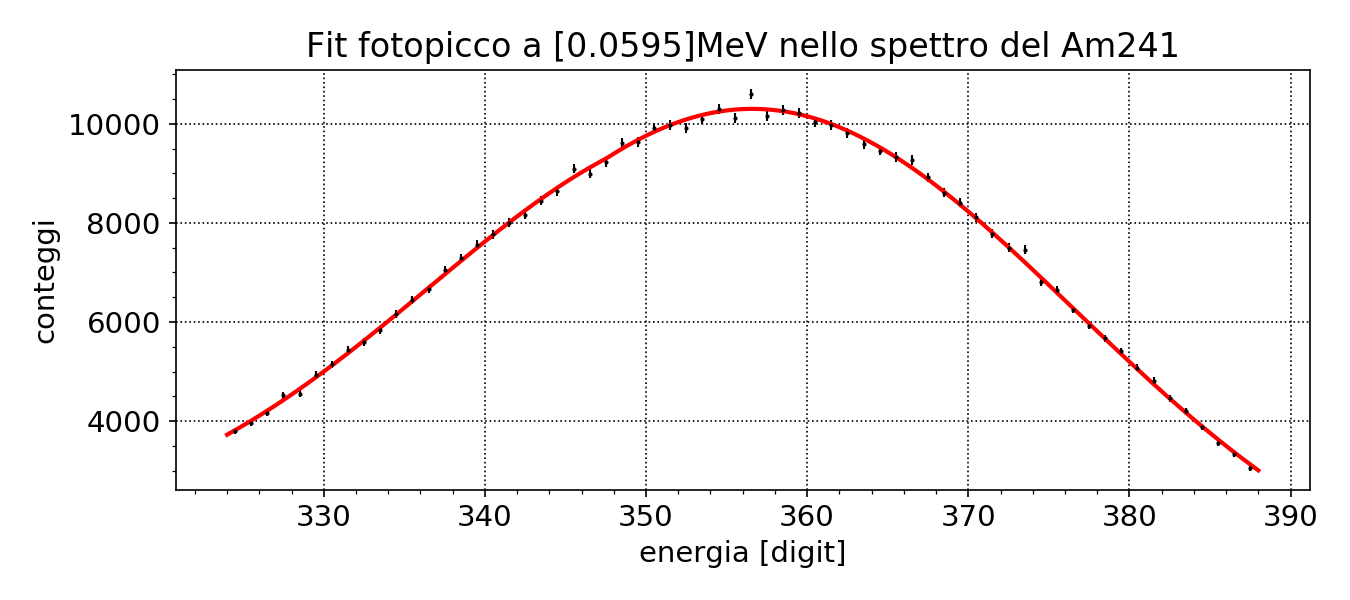 Fit fotopicco a [0.0595]MeV nello spettro del Am241
10000
8000
6000
4000
conteggi
330 340 350 360 370 380 390
energia [digit]